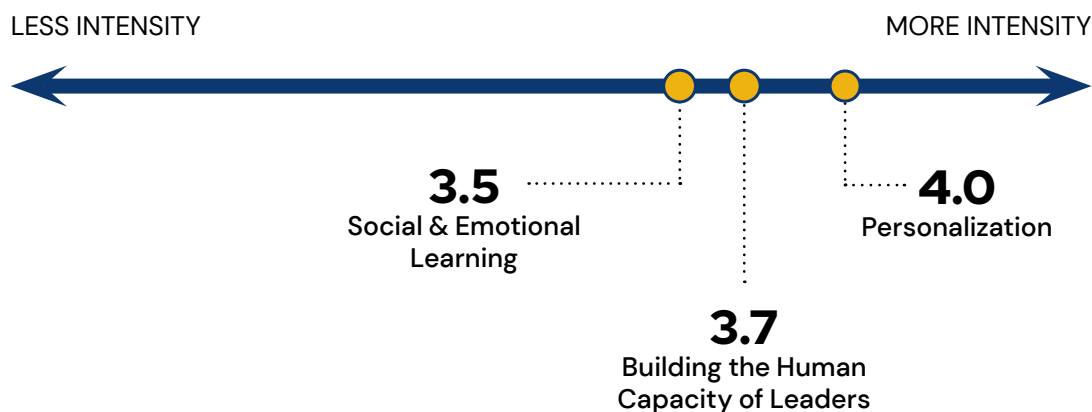 LESS INTENSITY
MORE INTENSITY
3.5
Social & Emotional
Learning
4.0
Personalization
3.7
Building the Human
Capacity of Leaders